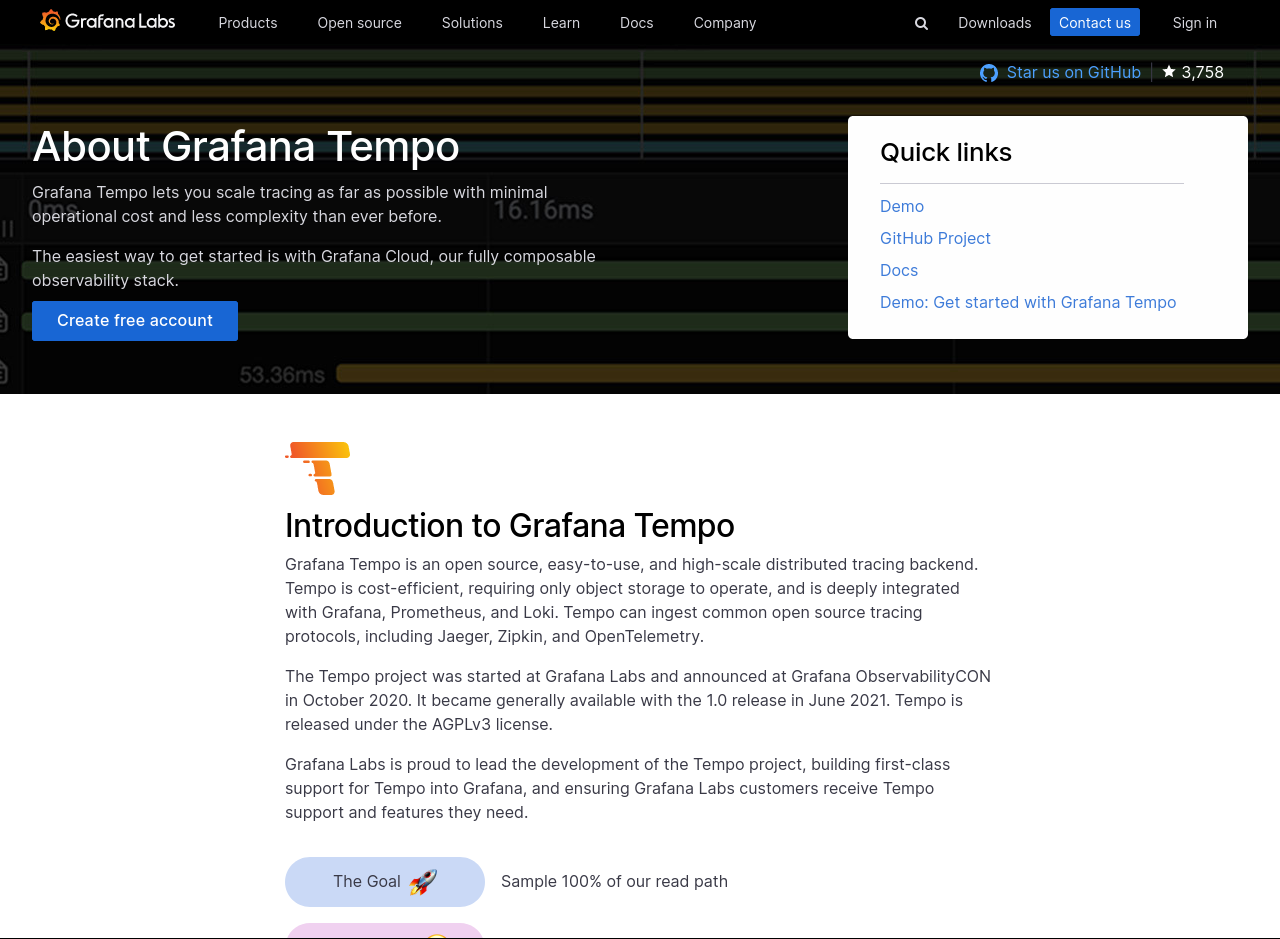 Grafana Labs
Products
Open source
Solutions
Learn
Docs
Company
Downloads
Contact us
Sign in
Star us on GitHub
3,758
About Grafana Tempo
Grafana Tempo lets you scale tracing as far as possible with minimal
operational cost and less complexity than ever before.
0ms
16.16ms
The easiest way to get started is with Grafana Cloud, our fully composable
observability stack.
Create free account
53.36ms
Quick links
Demo
GitHub Project
Docs
Demo: Get started with Grafana Tempo
Introduction to Grafana Tempo
Grafana Tempo is an open source, easy-to-use, and high-scale distributed tracing backend.
Tempo is cost-efficient, requiring only object storage to operate, and is deeply integrated
with Grafana, Prometheus, and Loki. Tempo can ingest common open source tracing
protocols, including Jaeger, Zipkin, and OpenTelemetry.
The Tempo project was started at Grafana Labs and announced at Grafana ObservabilityCON
in October 2020. It became generally available with the 1.0 release in June 2021. Tempo is
released under the AGPLv3 license.
Grafana Labs is proud to lead the development of the Tempo project, building first-class
support for Tempo into Grafana, and ensuring Grafana Labs customers receive Tempo
support and features they need.
The Goal 🚀
Sample 100% of our read path